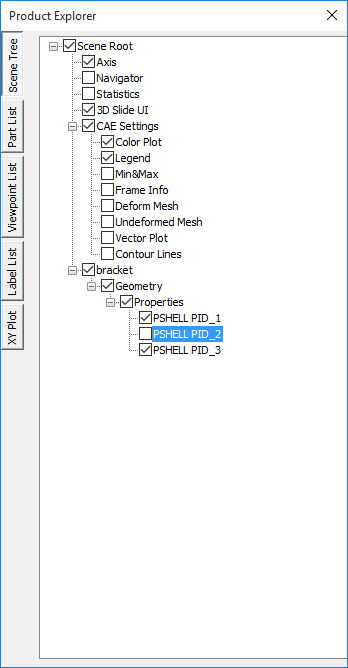 Product Explorer
Scene Tree
Part List
Viewpoint List
Label List
XY Plot
Scene Root
Axis
Navigator
Statistics
3D Slide UI
CAE Settings
Color Plot
Legend
Min&Max
Frame Info
Deform Mesh
Undeformed Mesh
Vector Plot
Contour Lines
bracket
Geometry
Properties
PSHELL PID_1
PSHELL PID_2
PSHELL PID_3